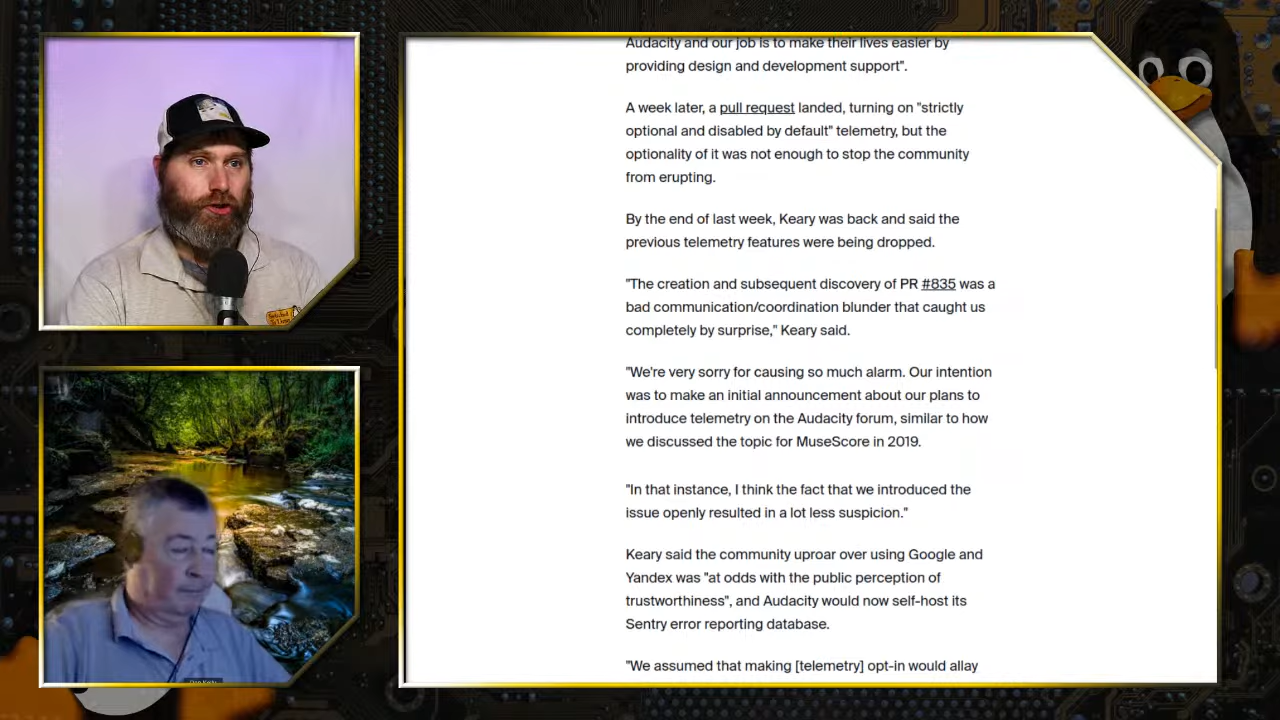 Audacity and our job is to make their lives easier by
providing design and development support".
A week later, a pull request landed, turning on "strictly
optional and disabled by default" telemetry, but the
optionality of it was not enough to stop the community
from erupting.
By the end of last week, Keary was back and said the
previous telemetry features were being dropped.
"The creation and subsequent discovery of PR #835 was a
bad communication/coordination blunder that caught us
completely by surprise," Keary said.
"We're very sorry for causing so much alarm. Our intention
was to make an initial announcement about our plans to
introduce telemetry on the Audacity forum, similar to how
we discussed the topic for MuseScore in 2019.
"In that instance, I think the fact that we introduced the
issue openly resulted in a lot less suspicion."
Keary said the community uproar over using Google and
Yandex was "at odds with the public perception of
trustworthiness", and Audacity would now self-host its
Sentry error reporting database.
"We assumed that making [telemetry] opt-in would allay